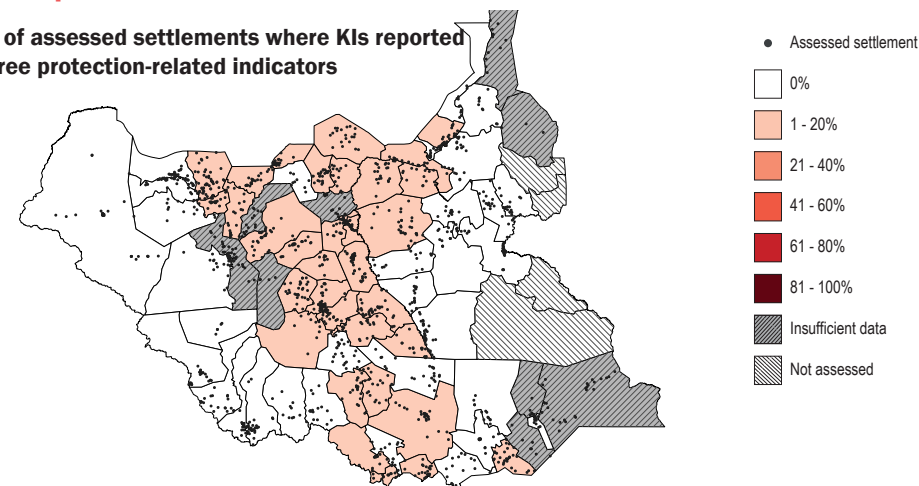 of assessed settlements where KIs reported
ree protection-related indicators
Assessed settlement
0%
1 - 20%
21 - 40%
41 - 60%
61 - 80%
81 - 100%
Insufficient data
Not assessed